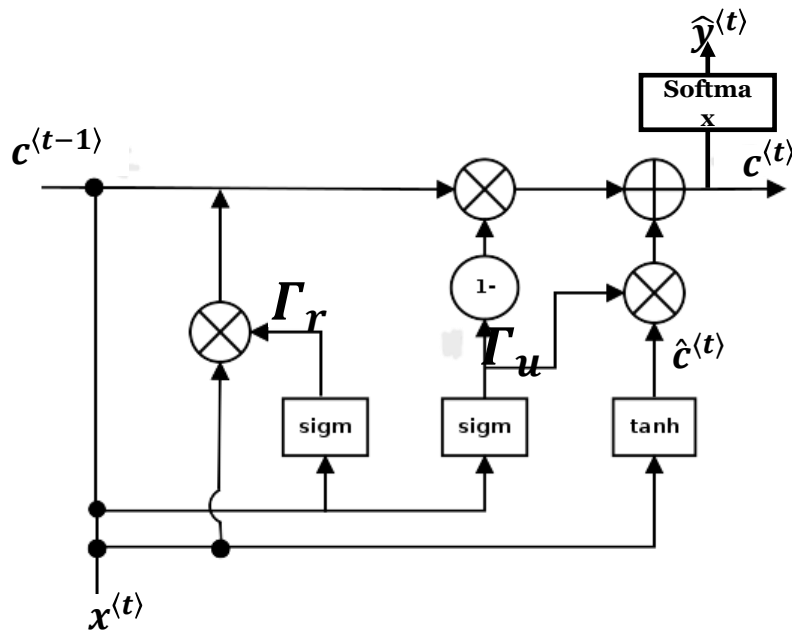 ŷ⟨t⟩
Softma
x
c⟨t−1⟩
c⟨t⟩
1-
Γr
Γu
ĉ⟨t⟩
sigm
sigm
tanh
x⟨t⟩